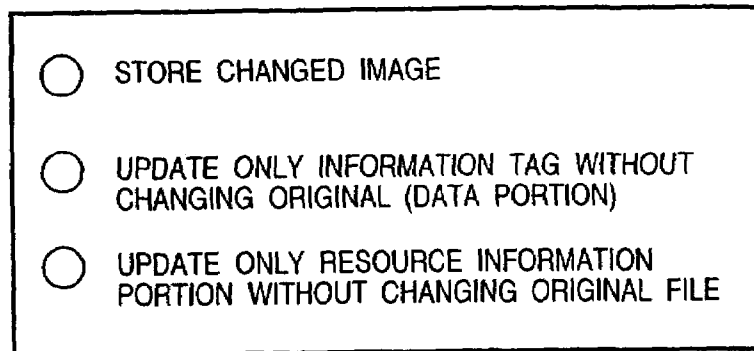 STORE CHANGED IMAGE
UPDATE ONLY INFORMATION TAG WITHOUT
CHANGING ORIGINAL (DATA PORTION)
UPDATE ONLY RESOURCE INFORMATION
PORTION WITHOUT CHANGING ORIGINAL FILE